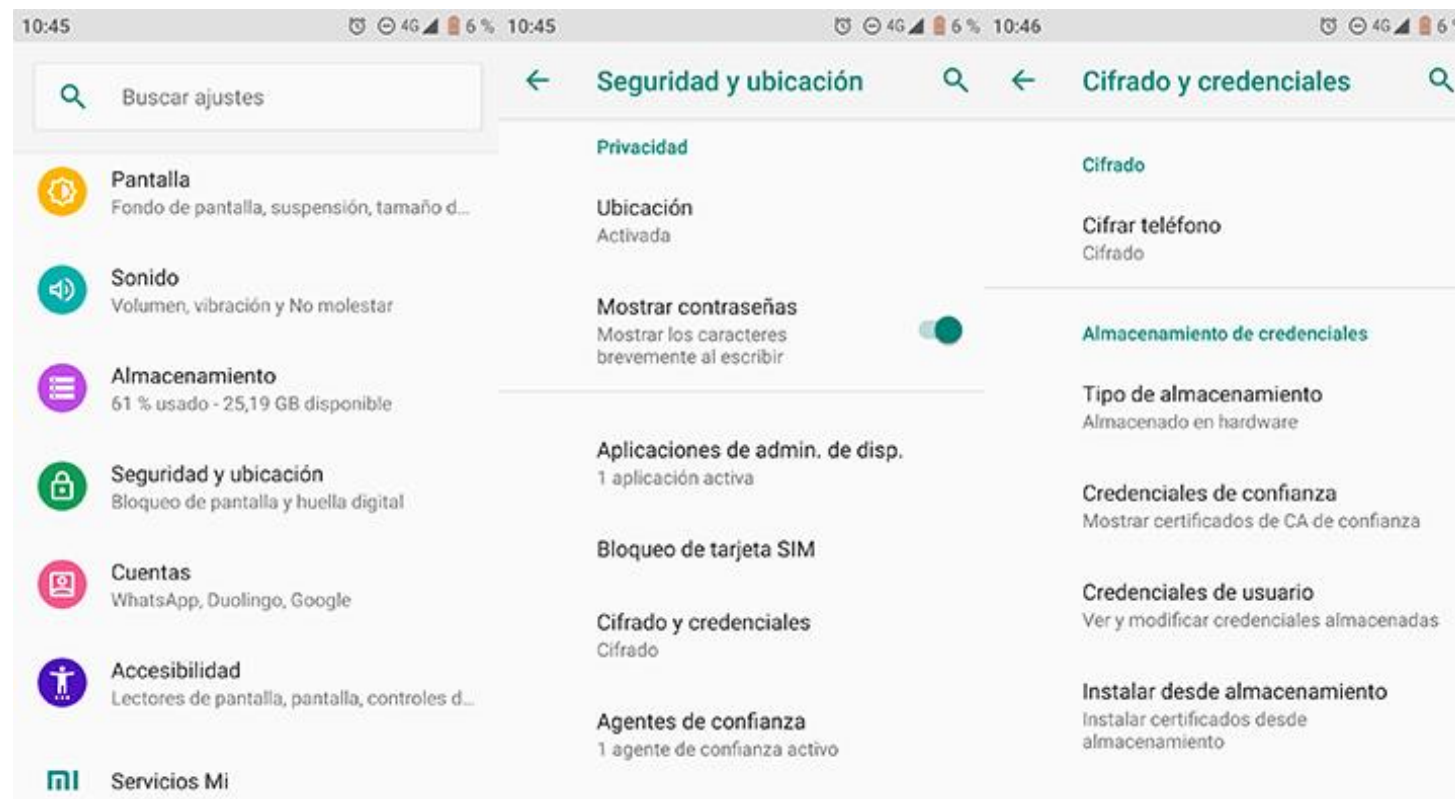 10:45
4G 6 %
Buscar ajustes
Pantalla
Fondo de pantalla, suspensión, tamaño d...
Sonido
Volumen, vibración y No molestar
Almacenamiento
61 % usado - 25,19 GB disponible
Seguridad y ubicación
Bloqueo de pantalla y huella digital
Cuentas
WhatsApp, Duolingo, Google
Accesibilidad
Lectores de pantalla, pantalla, controles d...
Servicios Mi
10:45
4G 6 %
Seguridad y ubicación
Privacidad
Ubicación
Activada
Mostrar contraseñas
Mostrar los caracteres
brevemente al escribir
Aplicaciones de admin. de disp.
1 aplicación activa
Bloqueo de tarjeta SIM
Cifrado y credenciales
Cifrado
Agentes de confianza
1 agente de confianza activo
10:46
4G 6 %
Cifrado y credenciales
Cifrado
Cifrar teléfono
Cifrado
Almacenamiento de credenciales
Tipo de almacenamiento
Almacenado en hardware
Credenciales de confianza
Mostrar certificados de CA de confianza
Credenciales de usuario
Ver y modificar credenciales almacenadas
Instalar desde almacenamiento
Instalar certificados desde
almacenamiento